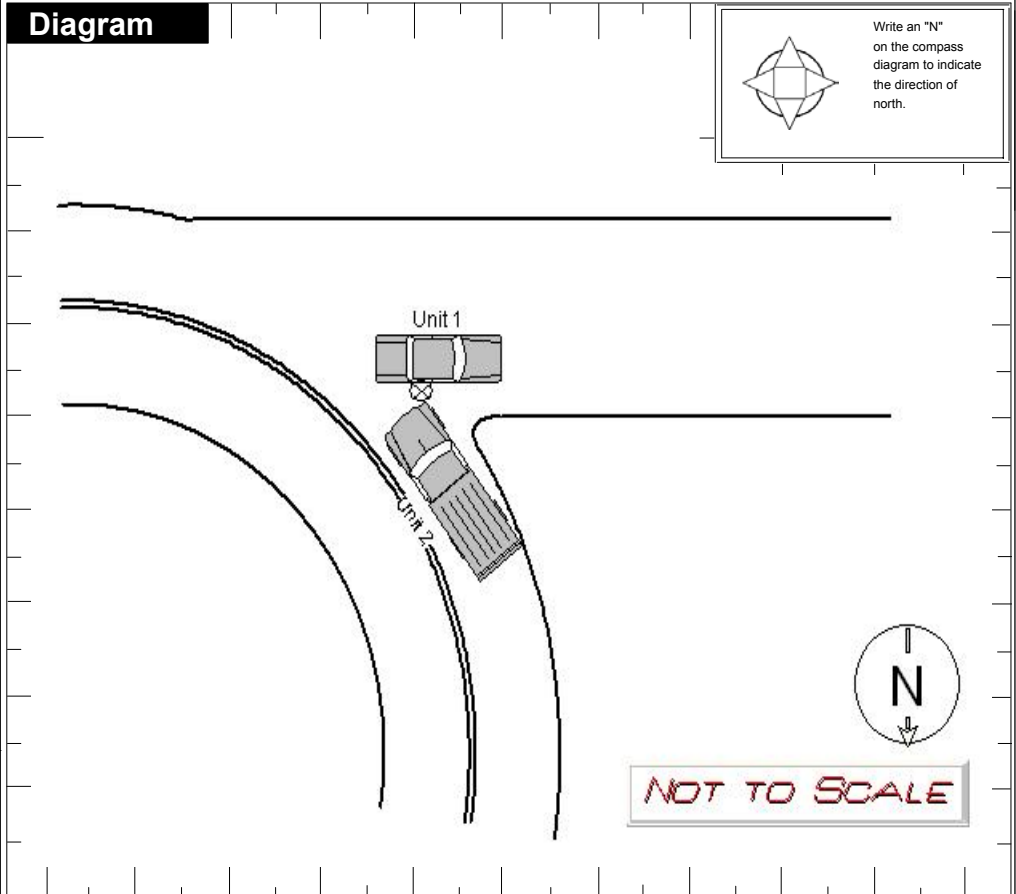 Diagram
Write an "N"
on the compass
diagram to indicate
the direction of
north.
Unit 1
Unit 2
N
NOT TO SCALE